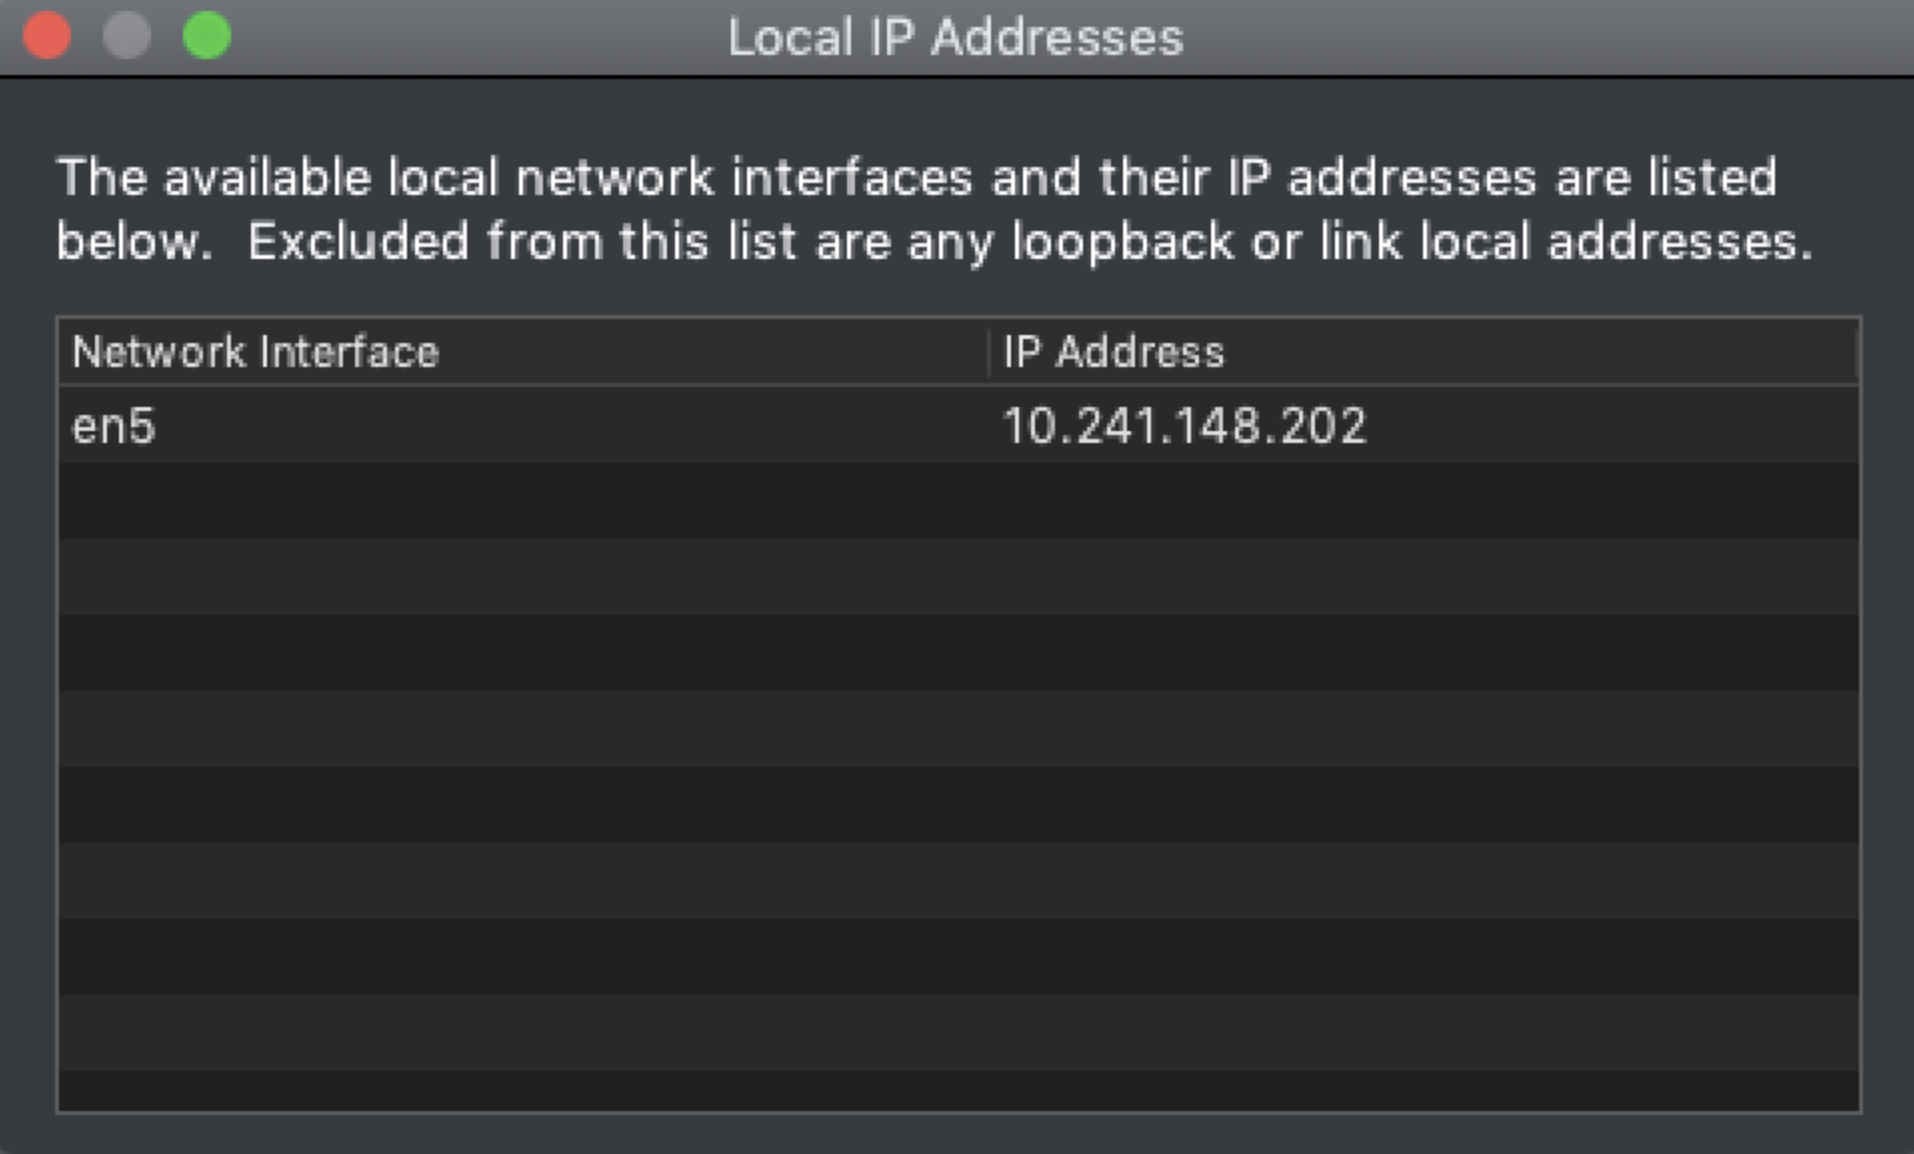 Local IP Addresses
The available local network interfaces and their IP addresses are listed
below.  Excluded from this list are any loopback or link local addresses.
Network Interface IP Address
en5 10.241.148.202